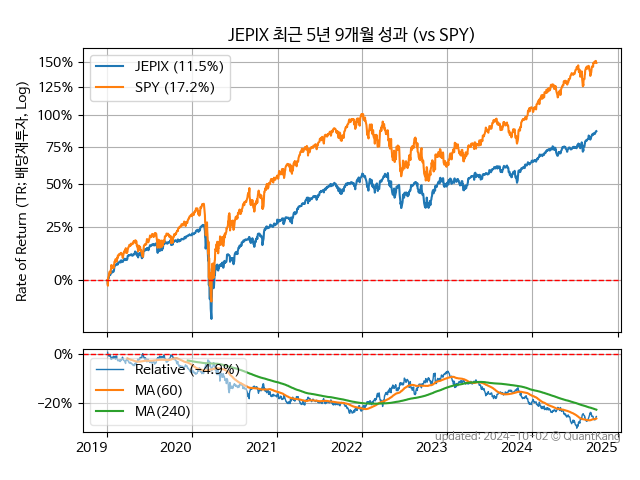 JEPIX 최근 5년 9개월 성과 (vs SPY)
Rate of Return (TR: 배당재투자, Log)
150%
125%
100%
75%
50%
25%
0%
JEPIX (11.5%)
SPY (17.2%)
0%
−20%
Relative (−4.9%)
MA(60)
MA(240)
updated: 2024-10-02 © QuantKang
2019
2020
2021
2022
2023
2024
2025